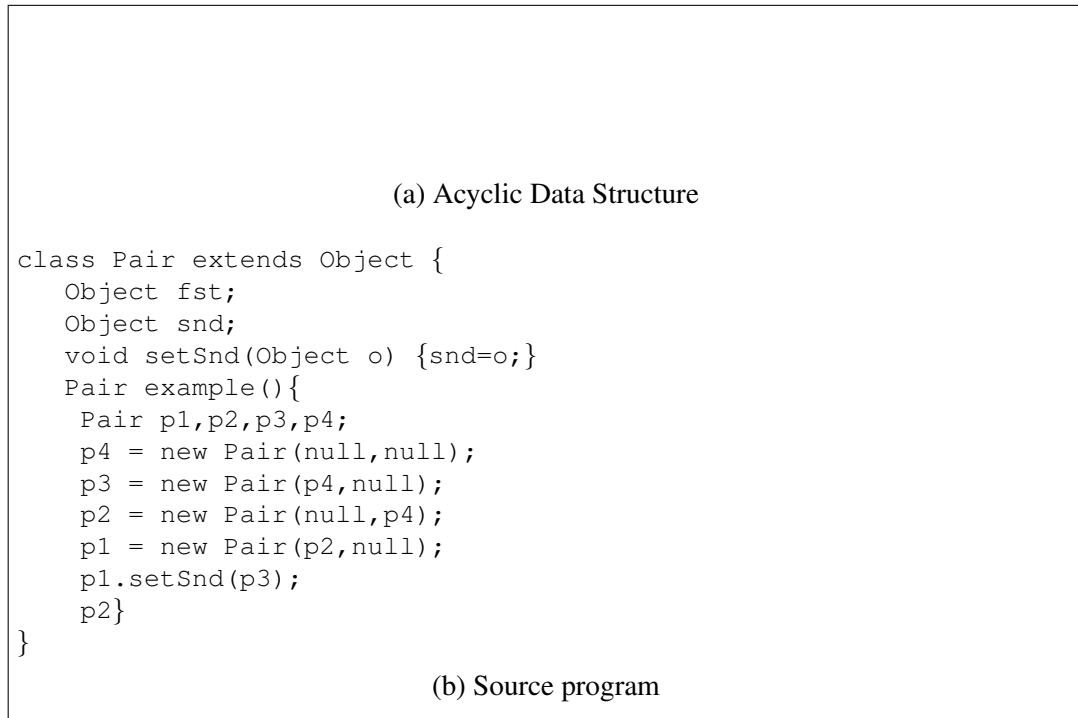 (a) Acyclic Data Structure
class Pair extends Object {
   Object fst;
   Object snd;
   void setSnd(Object o) {snd=o;}
   Pair example(){
    Pair p1,p2,p3,p4;
    p4 = new Pair(null,null);
    p3 = new Pair(p4,null);
    p2 = new Pair(null,p4);
    p1 = new Pair(p2,null);
    p1.setSnd(p3);
    p2}
}
(b) Source program